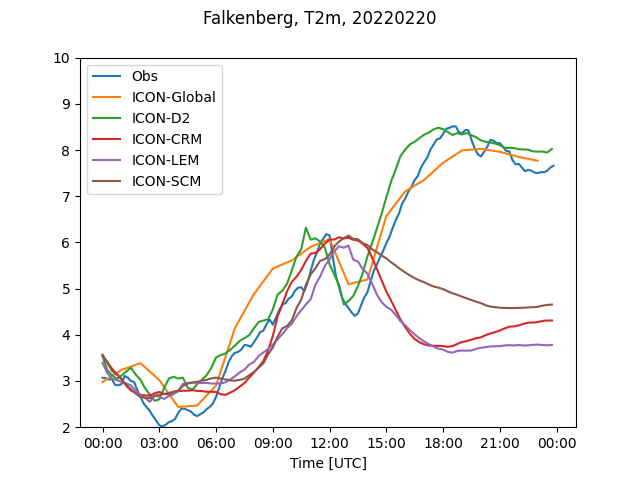 Falkenberg, T2m, 20220220
10
9
8
7
6
5
4
3
2
Obs
ICON-Global
ICON-D2
ICON-CRM
ICON-LEM
ICON-SCM
00:00 03:00 06:00 09:00 12:00 15:00 18:00 21:00 00:00
Time [UTC]